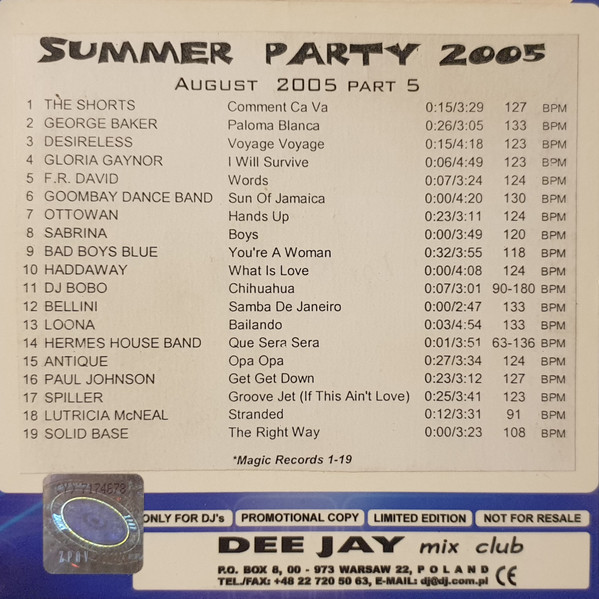 SUMMER PARTY 2005
AUGUST 2005 PART 5
1 THE SHORTS Comment Ca Va 0:15/3:29 127 BPM
2 GEORGE BAKER Paloma Blanca 0:26/3:05 133 BPM
3 DESIRELESS Voyage Voyage 0:15/4:18 123 BPM
4 GLORIA GAYNOR I Will Survive 0:06/4:49 123 BPM
5 F.R. DAVID Words 0:07/3:24 124 BPM
6 GOOMBAY DANCE BAND Sun Of Jamaica 0:00/4:20 130 BPM
7 OTTOWAN Hands Up 0:23/3:11 124 BPM
8 SABRINA Boys 0:00/3:49 120 BPM
9 BAD BOYS BLUE You're A Woman 0:32/3:55 118 BPM
10 HADDAWAY What Is Love 0:00/4:08 124 BPM
11 DJ BOBO Chihuahua 0:07/3:01 90-180 BPM
12 BELLINI Samba De Janeiro 0:00/2:47 133 BPM
13 LOONA Bailando 0:03/4:54 133 BPM
14 HERMES HOUSE BAND Que Sera Sera 0:01/3:51 63-136 BPM
15 ANTIQUE Opa Opa 0:27/3:34 124 BPM
16 PAUL JOHNSON Get Get Down 0:23/3:12 127 BPM
17 SPILLER Groove Jet (If This Ain't Love) 0:25/3:41 123 BPM
18 LUTRICIA McNEAL Stranded 0:12/3:31 91 BPM
19 SOLID BASE The Right Way 0:00/3:23 108 BPM
*Magic Records 1-19
ONLY FOR DJ's PROMOTIONAL COPY LIMITED EDITION NOT FOR RESALE
ZPAV
DEE JAY mix club
P.O. BOX 8, 00 - 973 WARSAW 22, POLAND
TEL./FAX: +48 22 720 50 63, E-MAIL: dj@dj.com.pl CE